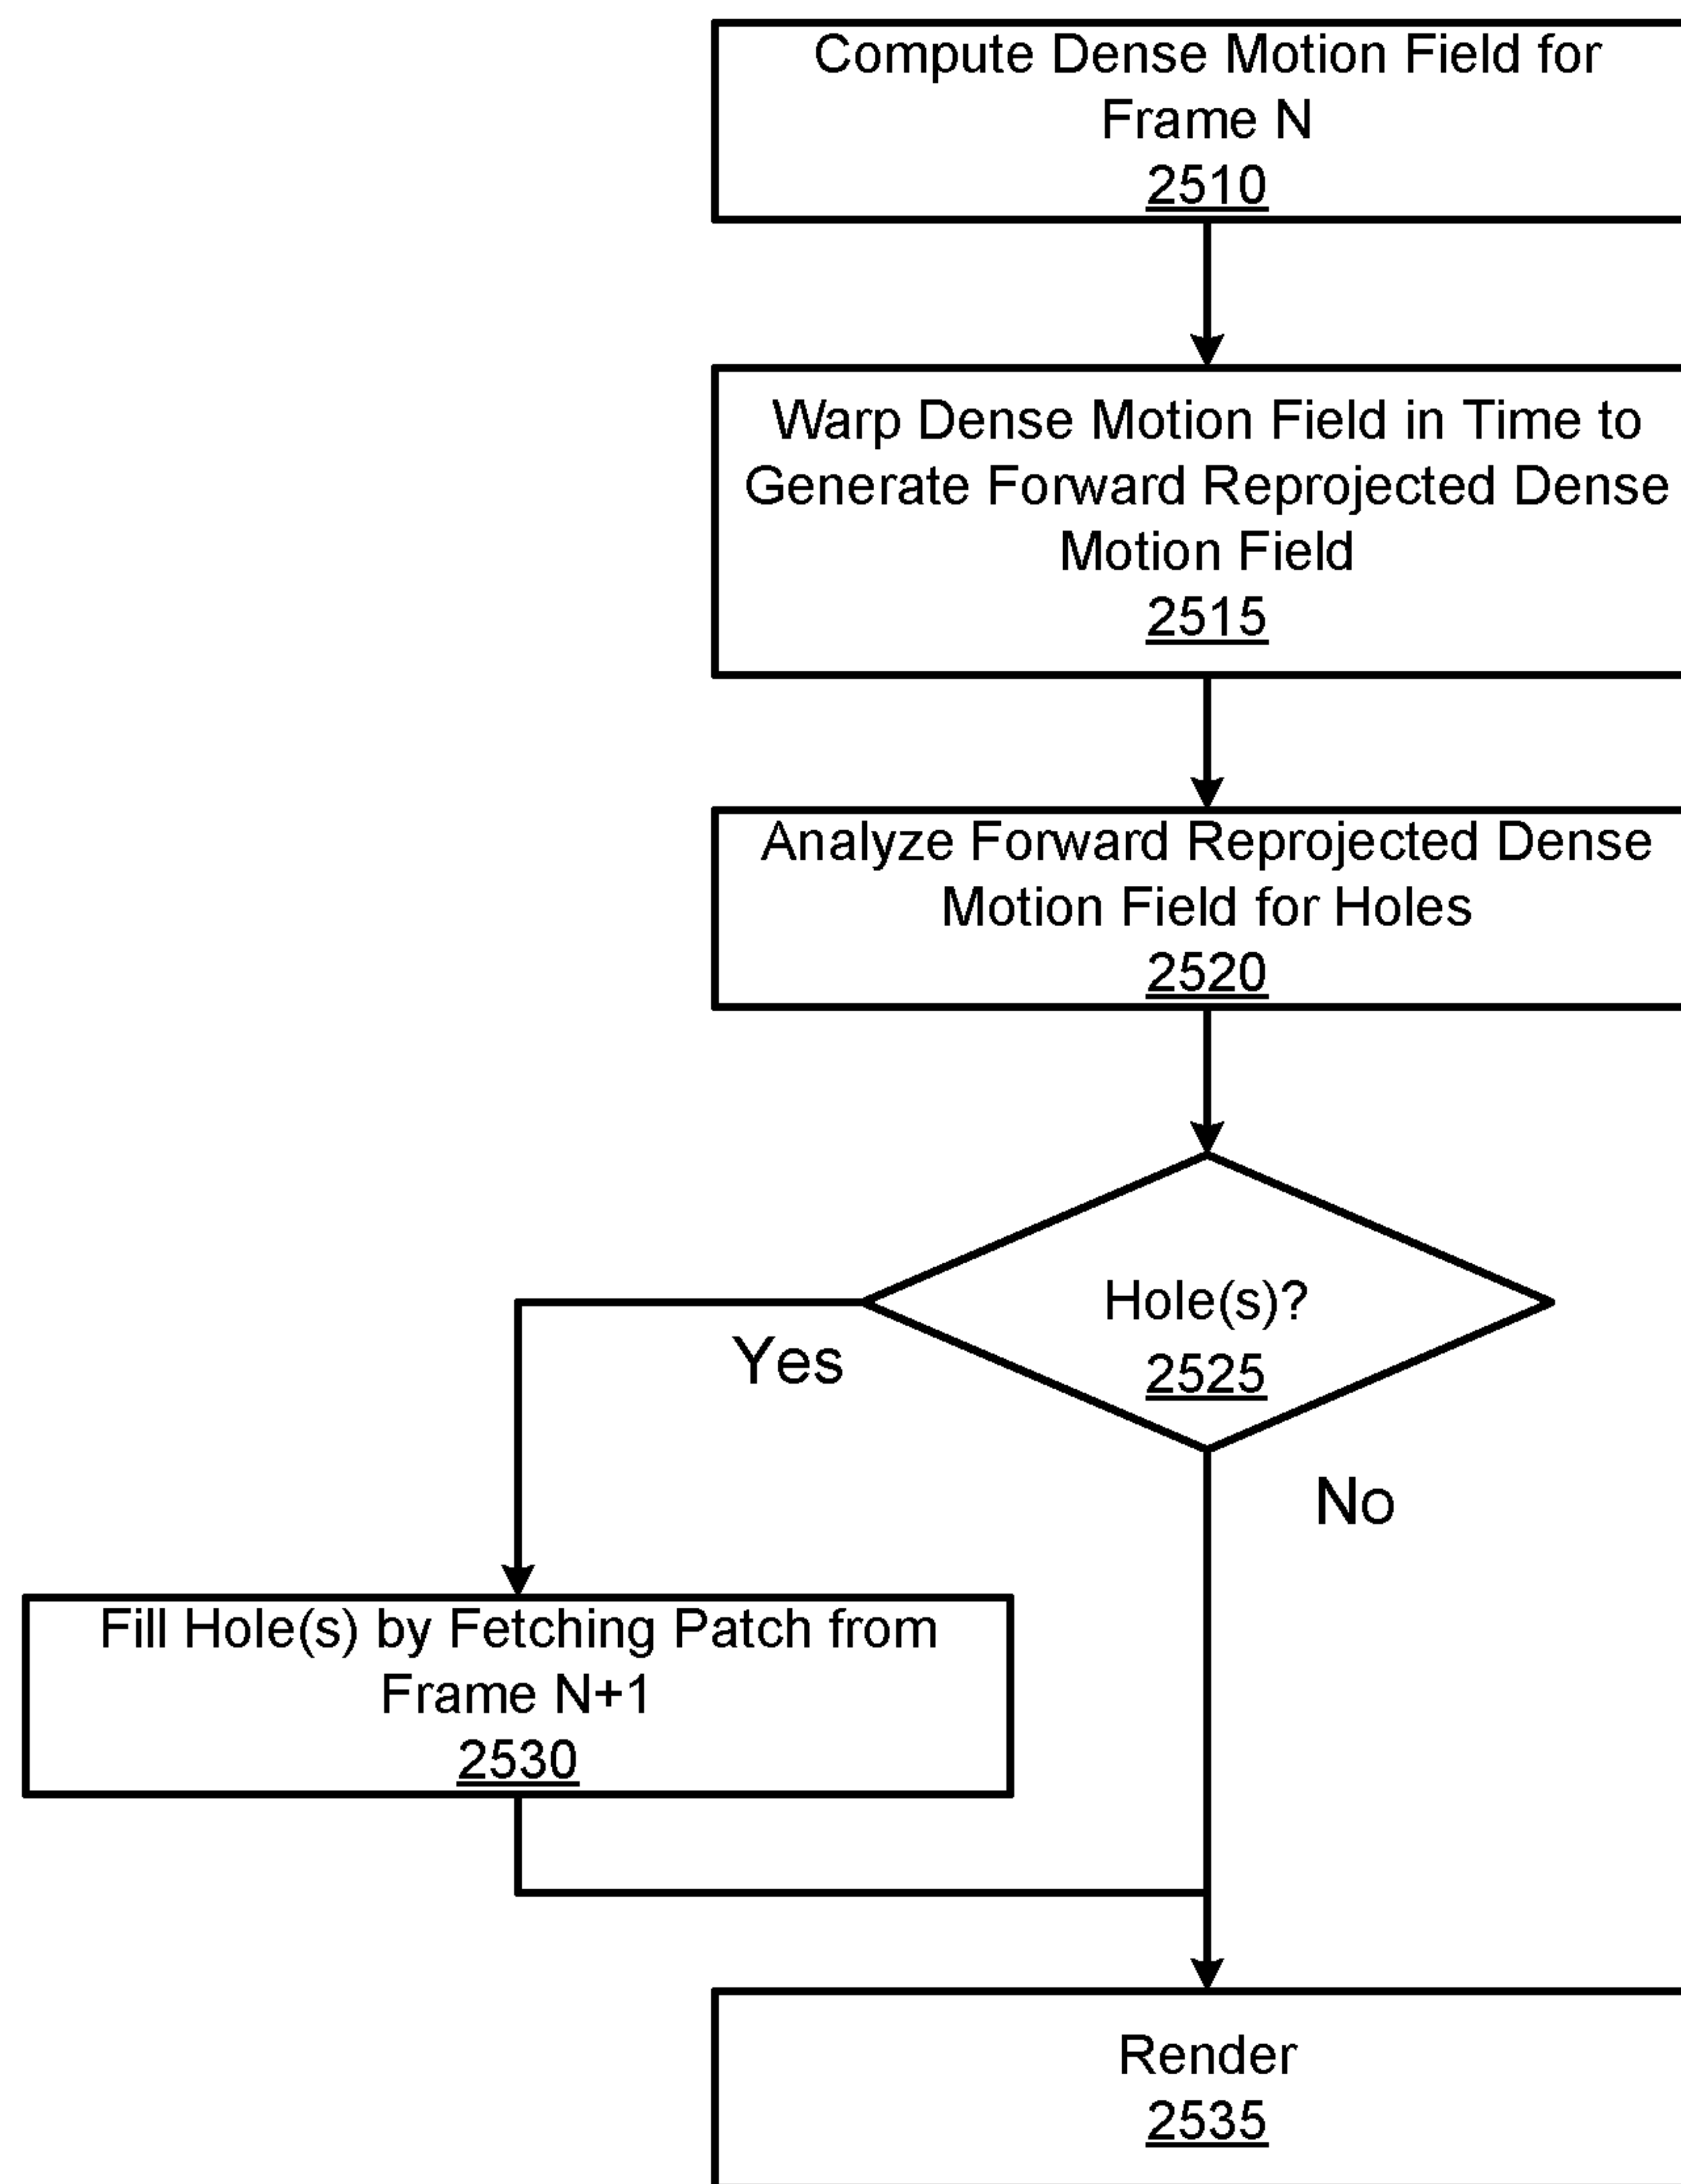 Compute Dense Motion Field for
Frame N
2510
Warp Dense Motion Field in Time to
Generate Forward Reprojected Dense
Motion Field
2515
Analyze Forward Reprojected Dense
Motion Field for Holes
2520
Hole(s)?
2525
Yes
No
Fill Hole(s) by Fetching Patch from
Frame N+1
2530
Render
2535